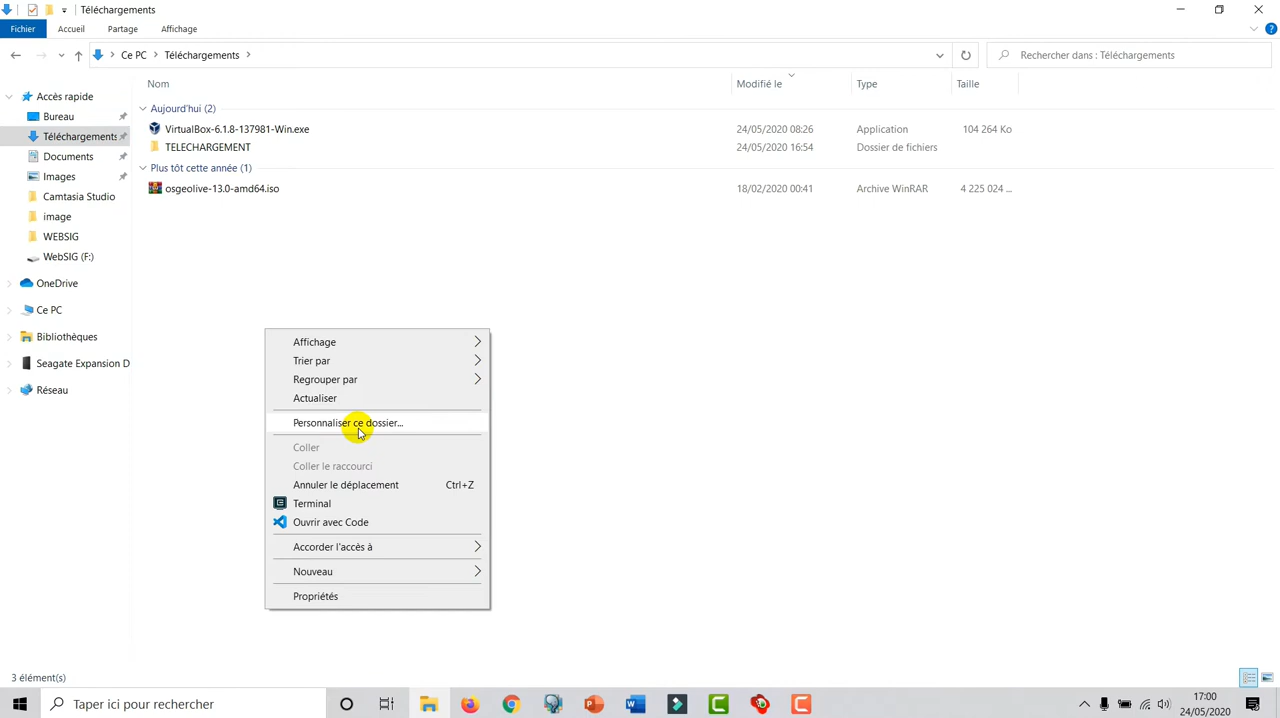 Téléchargements
Fichier Accueil Partage Affichage
Ce PC Téléchargements
Rechercher dans : Téléchargements
Nom Modifié le Type Taille
Accès rapide
Bureau
Téléchargements
Documents
Images
Camtasia Studio
image
WEBSIG
WebSIG (F:)
OneDrive
Ce PC
Bibliothèques
Seagate Expansion D
Réseau
Aujourd'hui (2)
VirtualBox-6.1.8-137981-Win.exe 24/05/2020 08:26 Application 104 264 Ko
TELECHARGEMENT 24/05/2020 16:54 Dossier de fichiers
Plus tôt cette année (1)
osgeolive-13.0-amd64.iso 18/02/2020 00:41 Archive WinRAR 4 225 024 ...
Affichage
Trier par
Regrouper par
Actualiser
Personnaliser ce dossier...
Coller
Coller le raccourci
Annuler le déplacement Ctrl+Z
Terminal
Ouvrir avec Code
Accorder l'accès à
Nouveau
Propriétés
3 élément(s)
Taper ici pour rechercher
17:00
24/05/2020